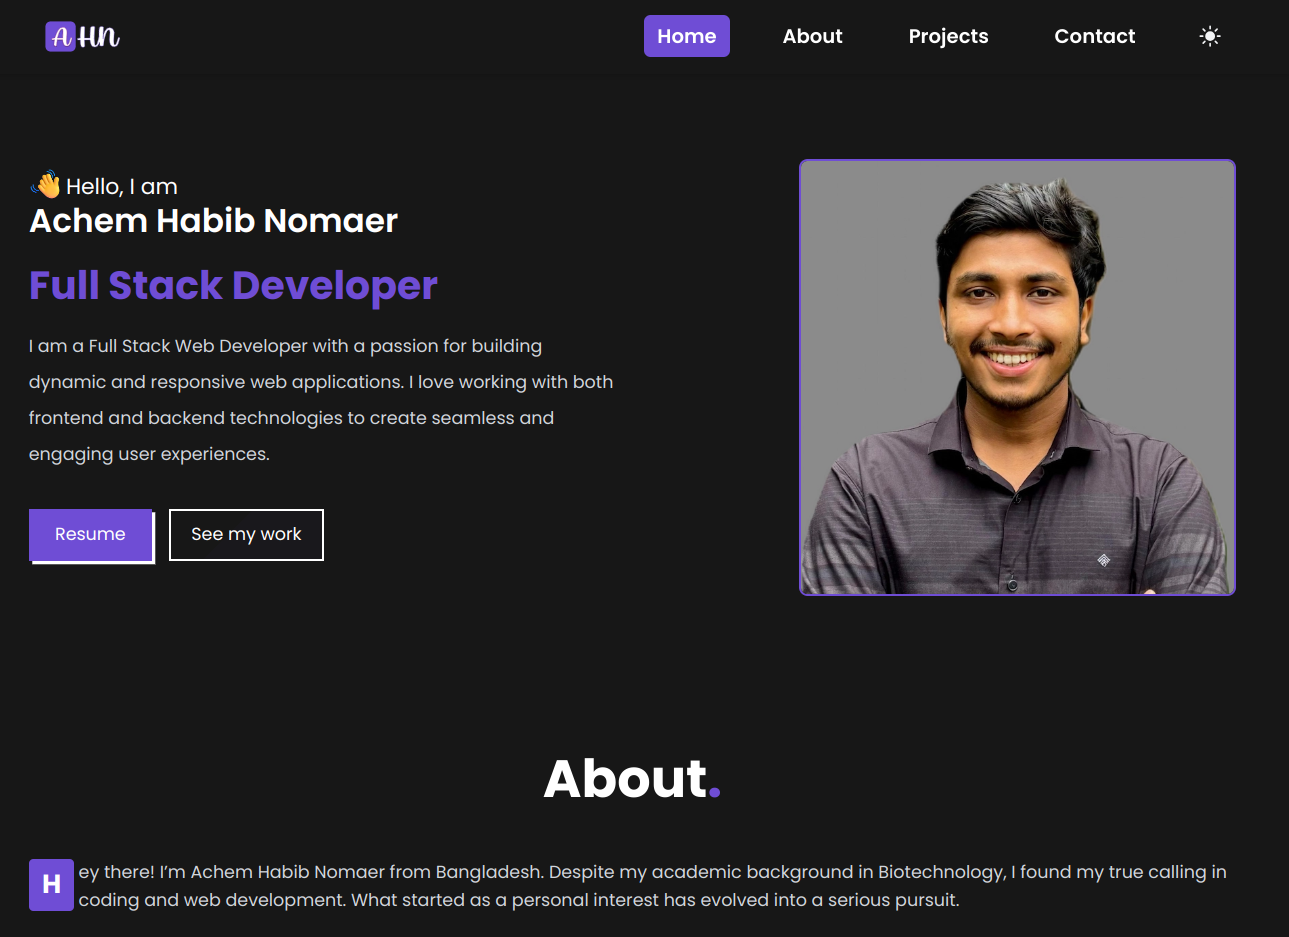 AHN
Home About Projects Contact
👋 Hello, I am
Achem Habib Nomaer
Full Stack Developer
I am a Full Stack Web Developer with a passion for building
dynamic and responsive web applications. I love working with both
frontend and backend technologies to create seamless and
engaging user experiences.
Resume See my work
About.
Hey there! I’m Achem Habib Nomaer from Bangladesh. Despite my academic background in Biotechnology, I found my true calling in
coding and web development. What started as a personal interest has evolved into a serious pursuit.